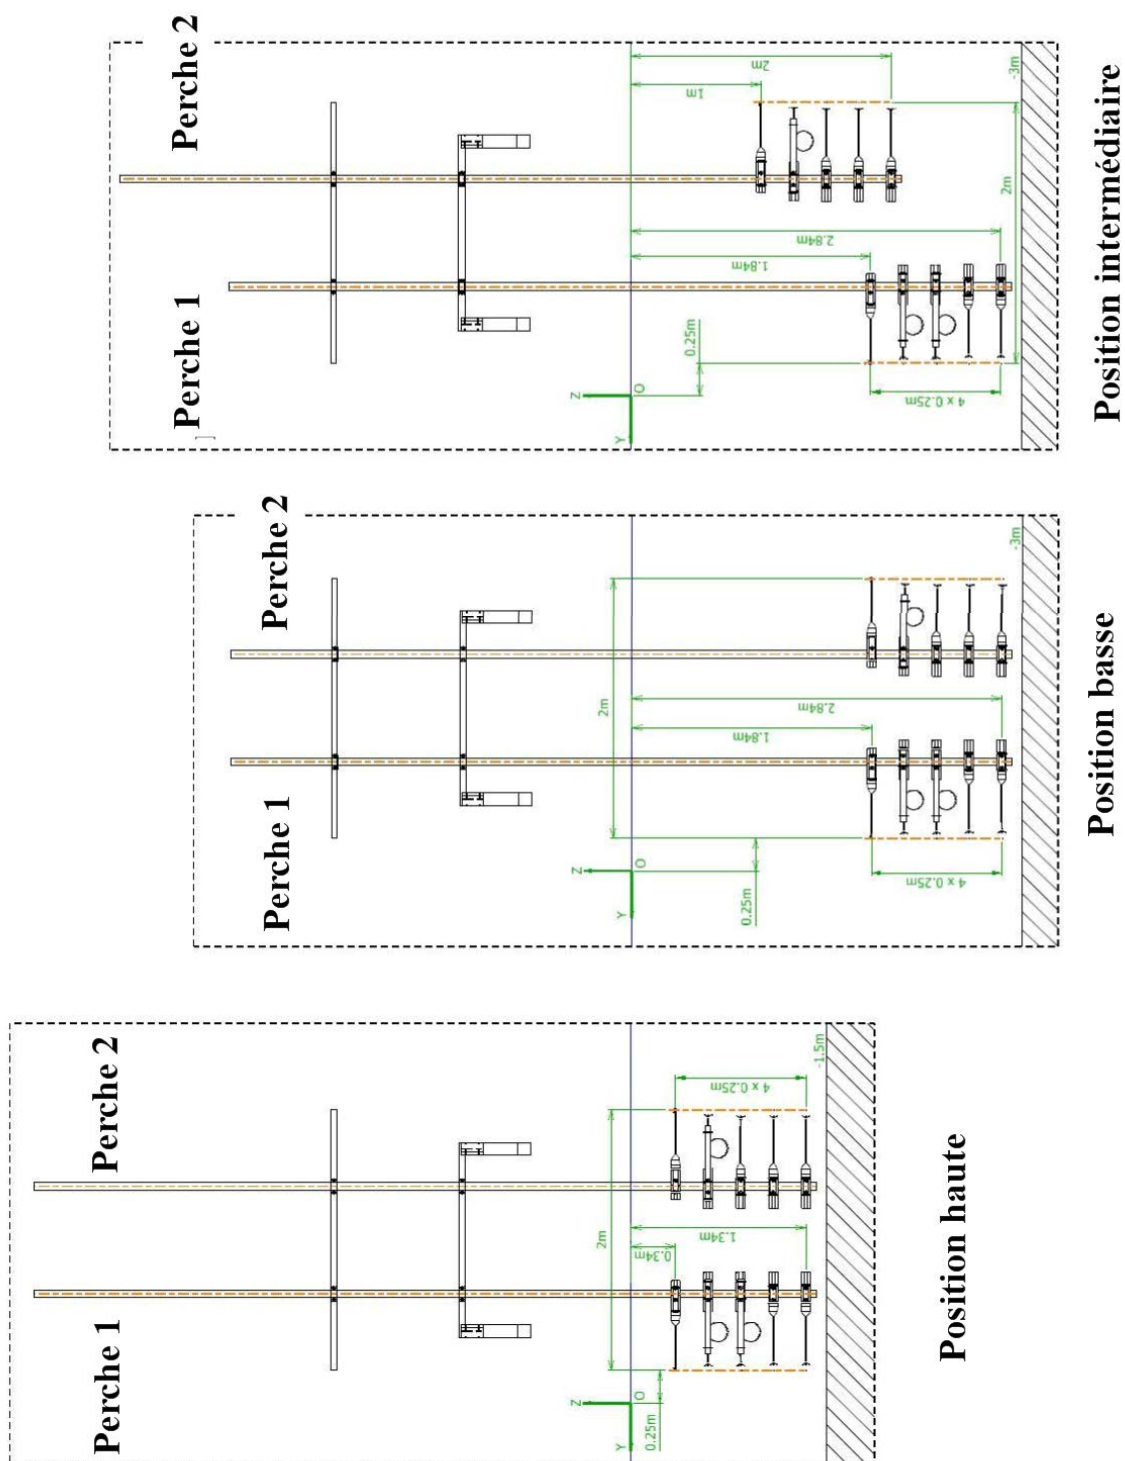 Perche 1
Perche 2
0.25m
Y
Z
O
2m
0.34m
1.34m
4 x 0.25m
-1.5m
Position haute
Perche 1
Perche 2
0.25m
Y
Z
O
2m
1.84m
2.84m
4 x 0.25m
-3m
Position basse
Perche 1
Perche 2
0.25m
Y
Z
O
1m
2m
1.84m
2.84m
4 x 0.25m
2m
-3m
Position intermédiaire